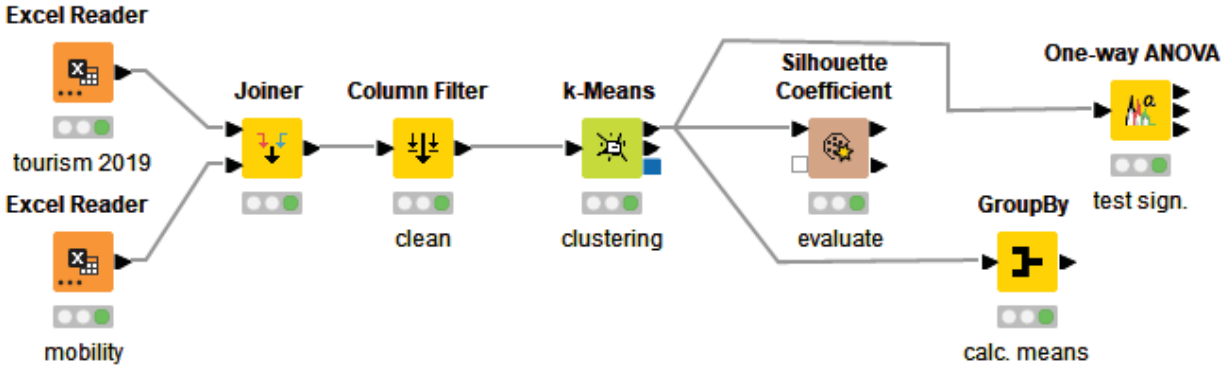 Excel Reader
tourism 2019
Excel Reader
mobility
Joiner
Column Filter
clean
k-Means
clustering
Silhouette
Coefficient
evaluate
One-way ANOVA
test sign.
GroupBy
calc. means